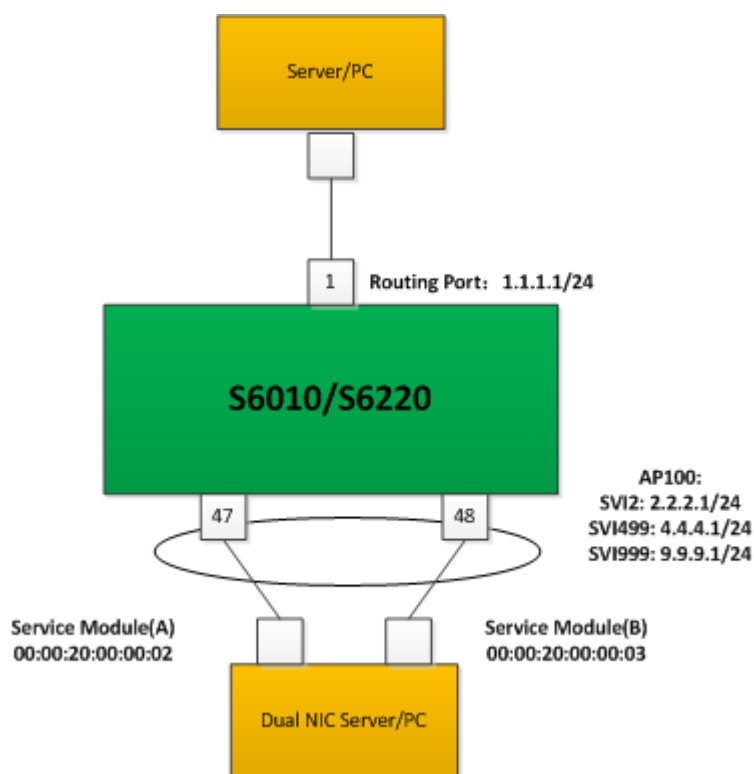 Server/PC
1
Routing Port： 1.1.1.1/24
S6010/S6220
47
48
AP100:
SVI2: 2.2.2.1/24
SVI499: 4.4.4.1/24
SVI999: 9.9.9.1/24
Service Module(A)
00:00:20:00:00:02
Service Module(B)
00:00:20:00:00:03
Dual NIC Server/PC